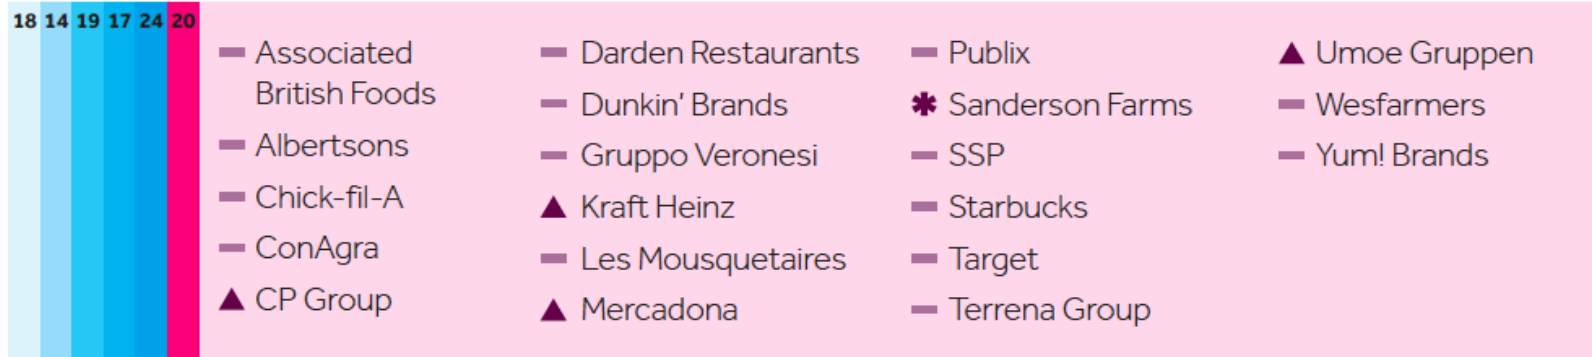 18 14 19 17 24 20
Associated
British Foods
Albertsons
Chick-fil-A
ConAgra
CP Group
Darden Restaurants
Dunkin’ Brands
Gruppo Veronesi
Kraft Heinz
Les Mousquetaires
Mercadona
Publix
Sanderson Farms
SSP
Starbucks
Target
Terrena Group
Umoe Gruppen
Wesfarmers
Yum! Brands